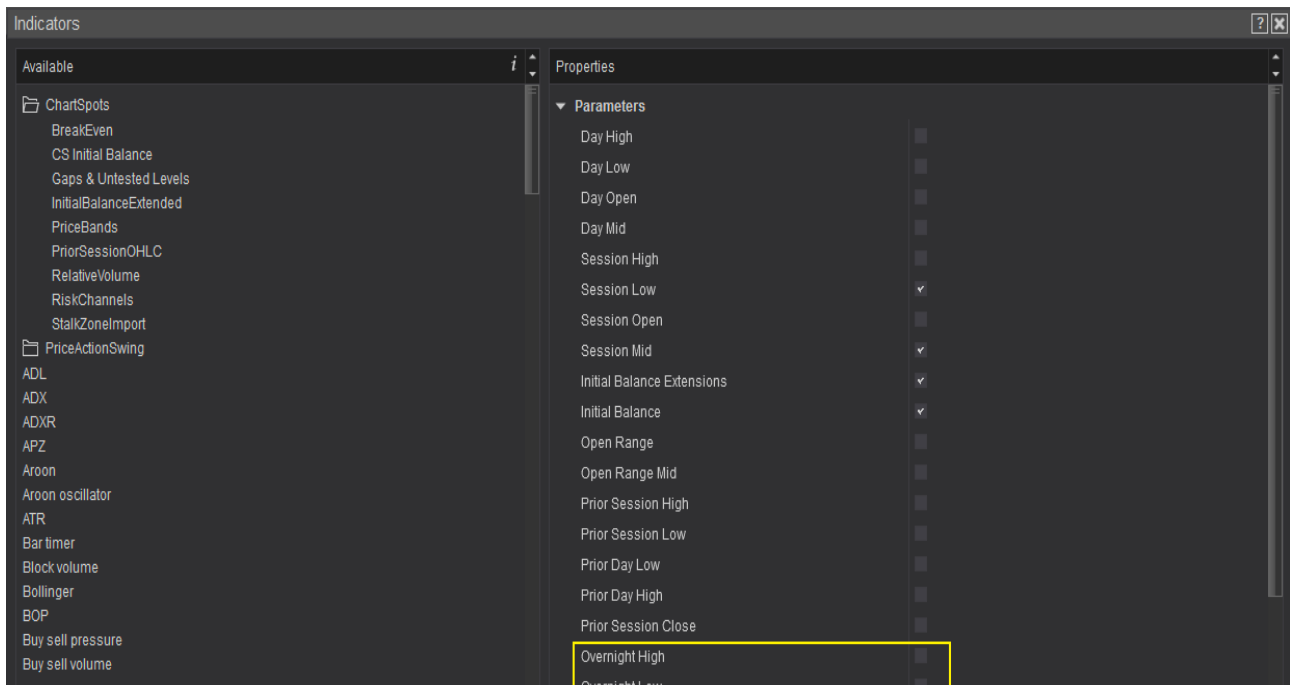 Indicators
Available
ChartSpots
BreakEven
CS Initial Balance
Gaps & Untested Levels
InitialBalanceExtended
PriceBands
PriorSessionOHLC
RelativeVolume
RiskChannels
StalkZoneImport
PriceActionSwing
ADL
ADX
ADXR
APZ
Aroon
Aroon oscillator
ATR
Bar timer
Block volume
Bollinger
BOP
Buy sell pressure
Buy sell volume
Properties
Parameters
Day High
Day Low
Day Open
Day Mid
Session High
Session Low
Session Open
Session Mid
Initial Balance Extensions
Initial Balance
Open Range
Open Range Mid
Prior Session High
Prior Session Low
Prior Day Low
Prior Day High
Prior Session Close
Overnight High
Overnight Low